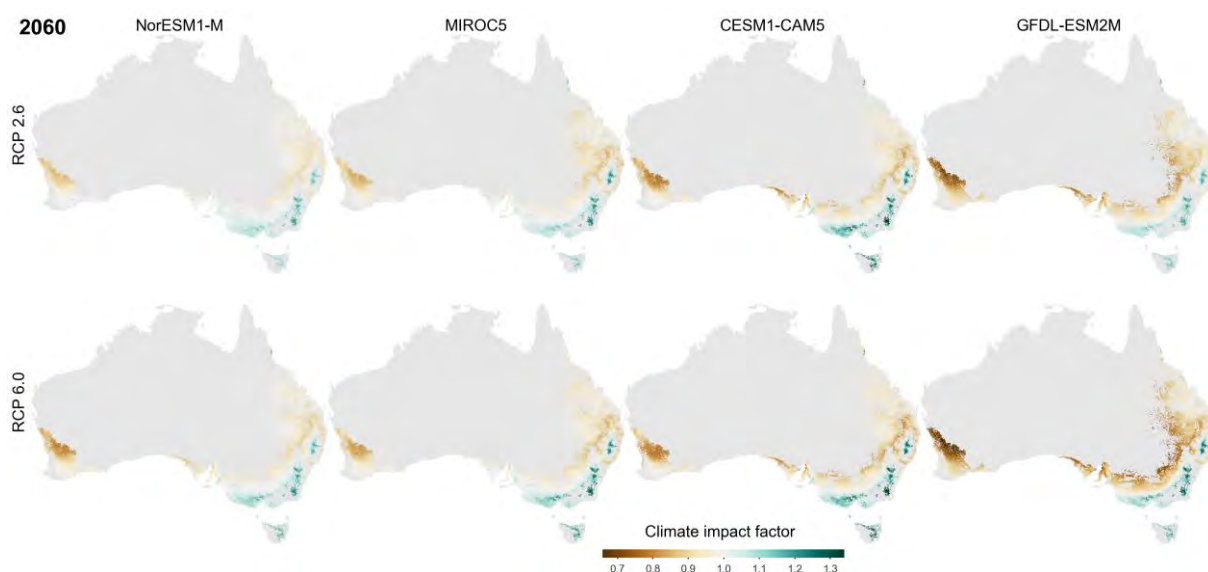 2060
NorESM1-M
MIROC5
CESM1-CAM5
GFDL-ESM2M
RCP 2.6
RCP 6.0
Climate impact factor
0.7 0.8 0.9 1.0 1.1 1.2 1.3